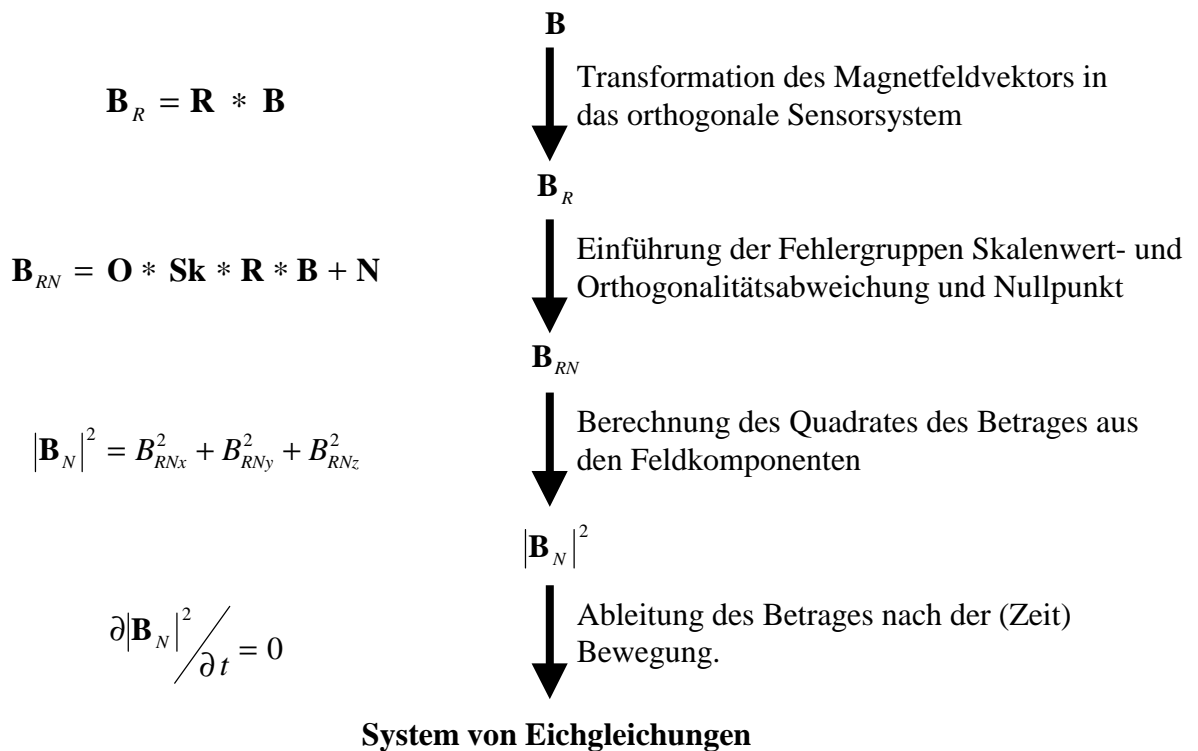 B
B_R = R * B
Transformation des Magnetfeldvektors in
das orthogonale Sensorsystem
B_R
B_RN = O * Sk * R * B + N
Einführung der Fehlergruppen Skalenwert- und
Orthogonalitätsabweichung und Nullpunkt
B_RN
|B_N|² = B²_RNx + B²_RNy + B²_RNz
Berechnung des Quadrates des Betrages aus
den Feldkomponenten
|B_N|²
∂|B_N|²/∂t = 0
Ableitung des Betrages nach der (Zeit)
Bewegung.
System von Eichgleichungen